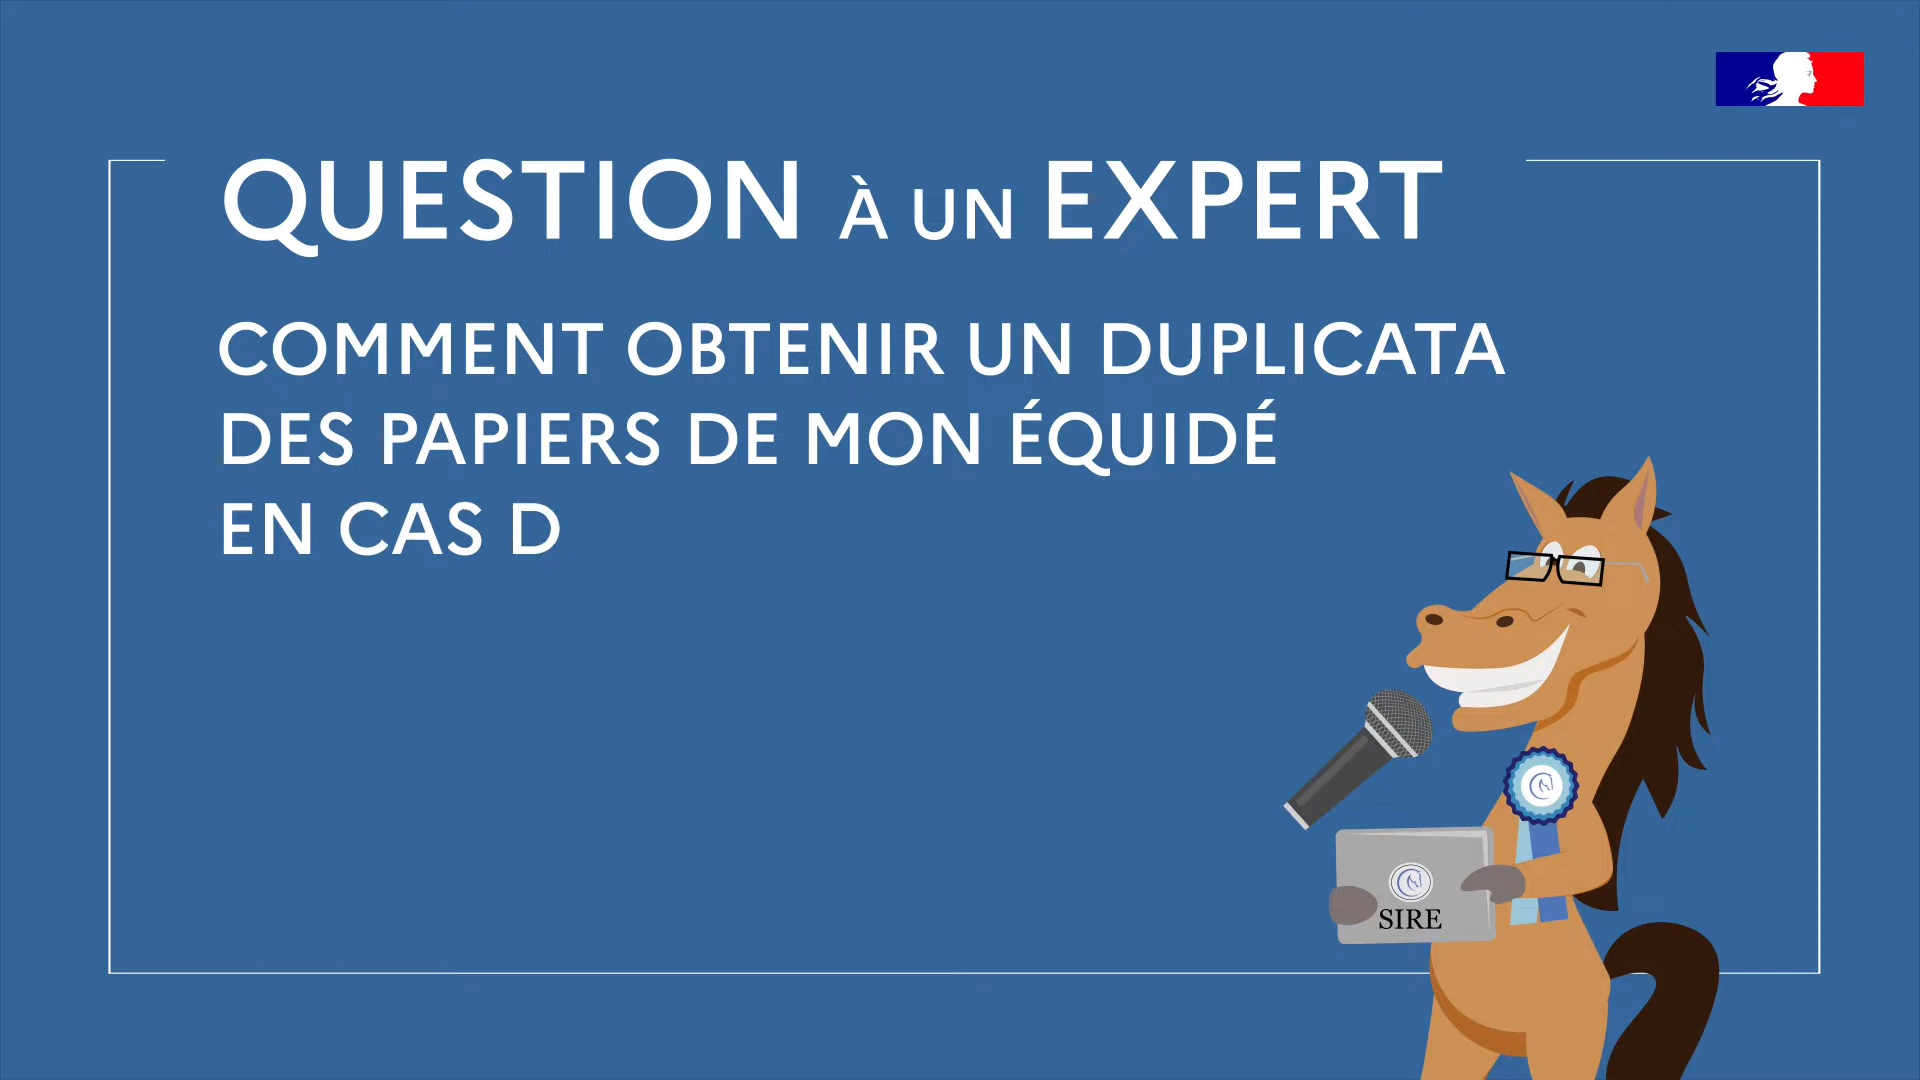 QUESTION À UN EXPERT
COMMENT OBTENIR UN DUPLICATA
DES PAPIERS DE MON ÉQUIDÉ
EN CAS D
SIRE